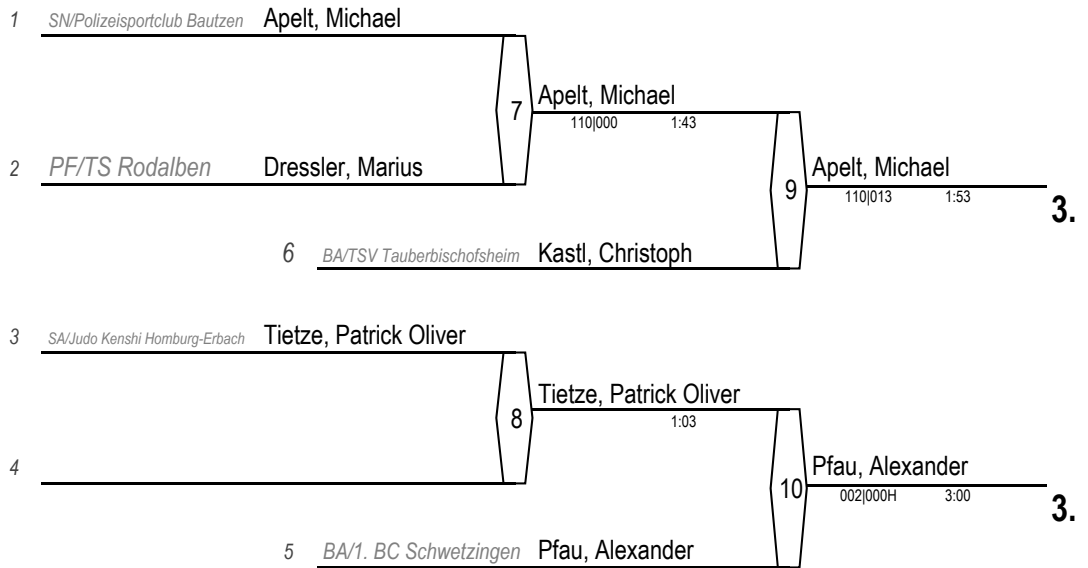 1 SN/Polizeisportclub Bautzen Apelt, Michael
7 Apelt, Michael
110|000 1:43
2 PF/TS Rodalben Dressler, Marius
9 Apelt, Michael
110|013 1:53
3.
6 BA/TSV Tauberbischofsheim Kastl, Christoph
3 SA/Judo Kenshi Homburg-Erbach Tietze, Patrick Oliver
8 Tietze, Patrick Oliver
1:03
4
10 Pfau, Alexander
002|000H 3:00
3.
5 BA/1. BC Schwetzingen Pfau, Alexander